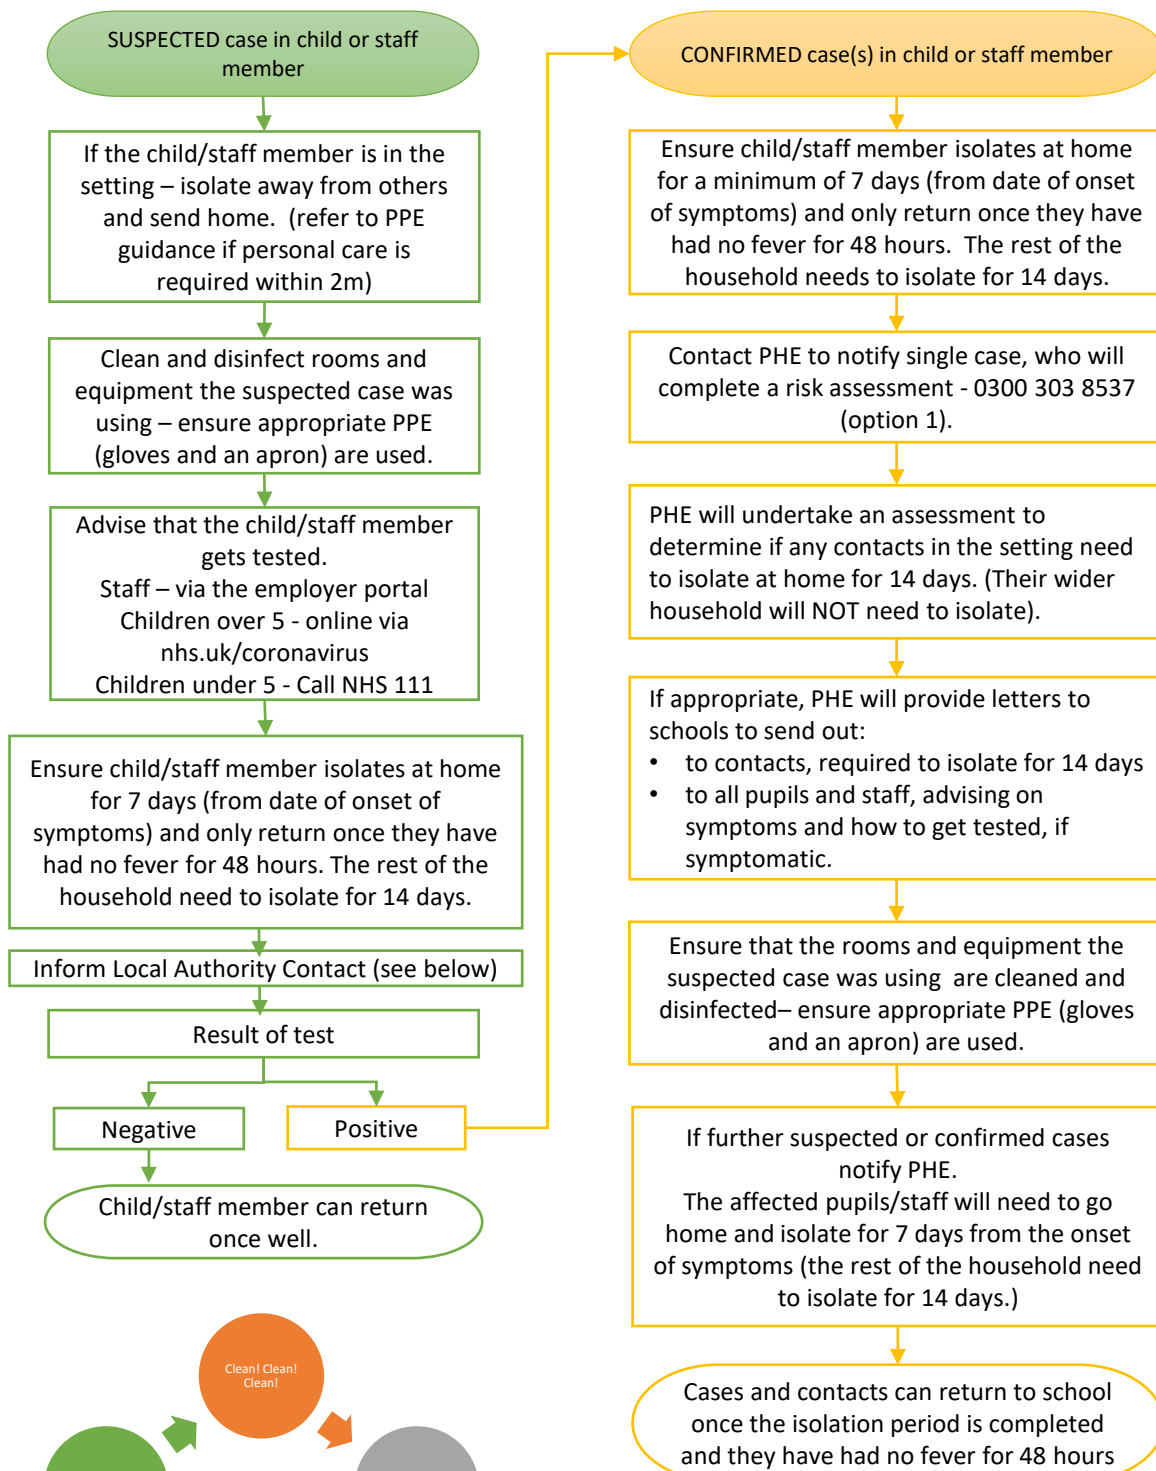 SUSPECTED case in child or staff
member
If the child/staff member is in the
setting – isolate away from others
and send home.  (refer to PPE
guidance if personal care is
required within 2m)
Clean and disinfect rooms and
equipment the suspected case was
using – ensure appropriate PPE
(gloves and an apron) are used.
Advise that the child/staff member
gets tested.
Staff – via the employer portal
Children over 5 - online via
nhs.uk/coronavirus
Children under 5 - Call NHS 111
Ensure child/staff member isolates at home
for 7 days (from date of onset of
symptoms) and only return once they have
had no fever for 48 hours. The rest of the
household need to isolate for 14 days.
Inform Local Authority Contact (see below)
Result of test
Negative
Positive
Child/staff member can return
once well.
Clean! Clean!
Clean!
CONFIRMED case(s) in child or staff member
Ensure child/staff member isolates at home
for a minimum of 7 days (from date of onset
of symptoms) and only return once they have
had no fever for 48 hours.  The rest of the
household needs to isolate for 14 days.
Contact PHE to notify single case, who will
complete a risk assessment - 0300 303 8537
(option 1).
PHE will undertake an assessment to
determine if any contacts in the setting need
to isolate at home for 14 days. (Their wider
household will NOT need to isolate).
If appropriate, PHE will provide letters to
schools to send out:
• to contacts, required to isolate for 14 days
• to all pupils and staff, advising on
symptoms and how to get tested, if
symptomatic.
Ensure that the rooms and equipment the
suspected case was using  are cleaned and
disinfected– ensure appropriate PPE (gloves
and an apron) are used.
If further suspected or confirmed cases
notify PHE.
The affected pupils/staff will need to go
home and isolate for 7 days from the onset
of symptoms (the rest of the household need
to isolate for 14 days.)
Cases and contacts can return to school
once the isolation period is completed
and they have had no fever for 48 hours